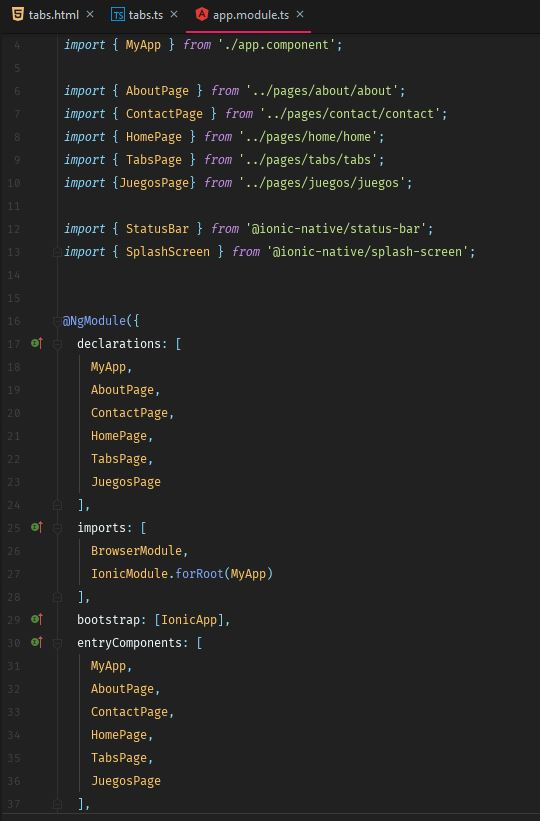 tabs.html × TS tabs.ts × app.module.ts ×
4 import { MyApp } from './app.component';
5
6 import { AboutPage } from '../pages/about/about';
7 import { ContactPage } from '../pages/contact/contact';
8 import { HomePage } from '../pages/home/home';
9 import { TabsPage } from '../pages/tabs/tabs';
10 import {JuegosPage} from '../pages/juegos/juegos';
11
12 import { StatusBar } from '@ionic-native/status-bar';
13 import { SplashScreen } from '@ionic-native/splash-screen';
14
15
16 @NgModule({
17 declarations: [
18 MyApp,
19 AboutPage,
20 ContactPage,
21 HomePage,
22 TabsPage,
23 JuegosPage
24 ],
25 imports: [
26 BrowserModule,
27 IonicModule.forRoot(MyApp)
28 ],
29 bootstrap: [IonicApp],
30 entryComponents: [
31 MyApp,
32 AboutPage,
33 ContactPage,
34 HomePage,
35 TabsPage,
36 JuegosPage
37 ],